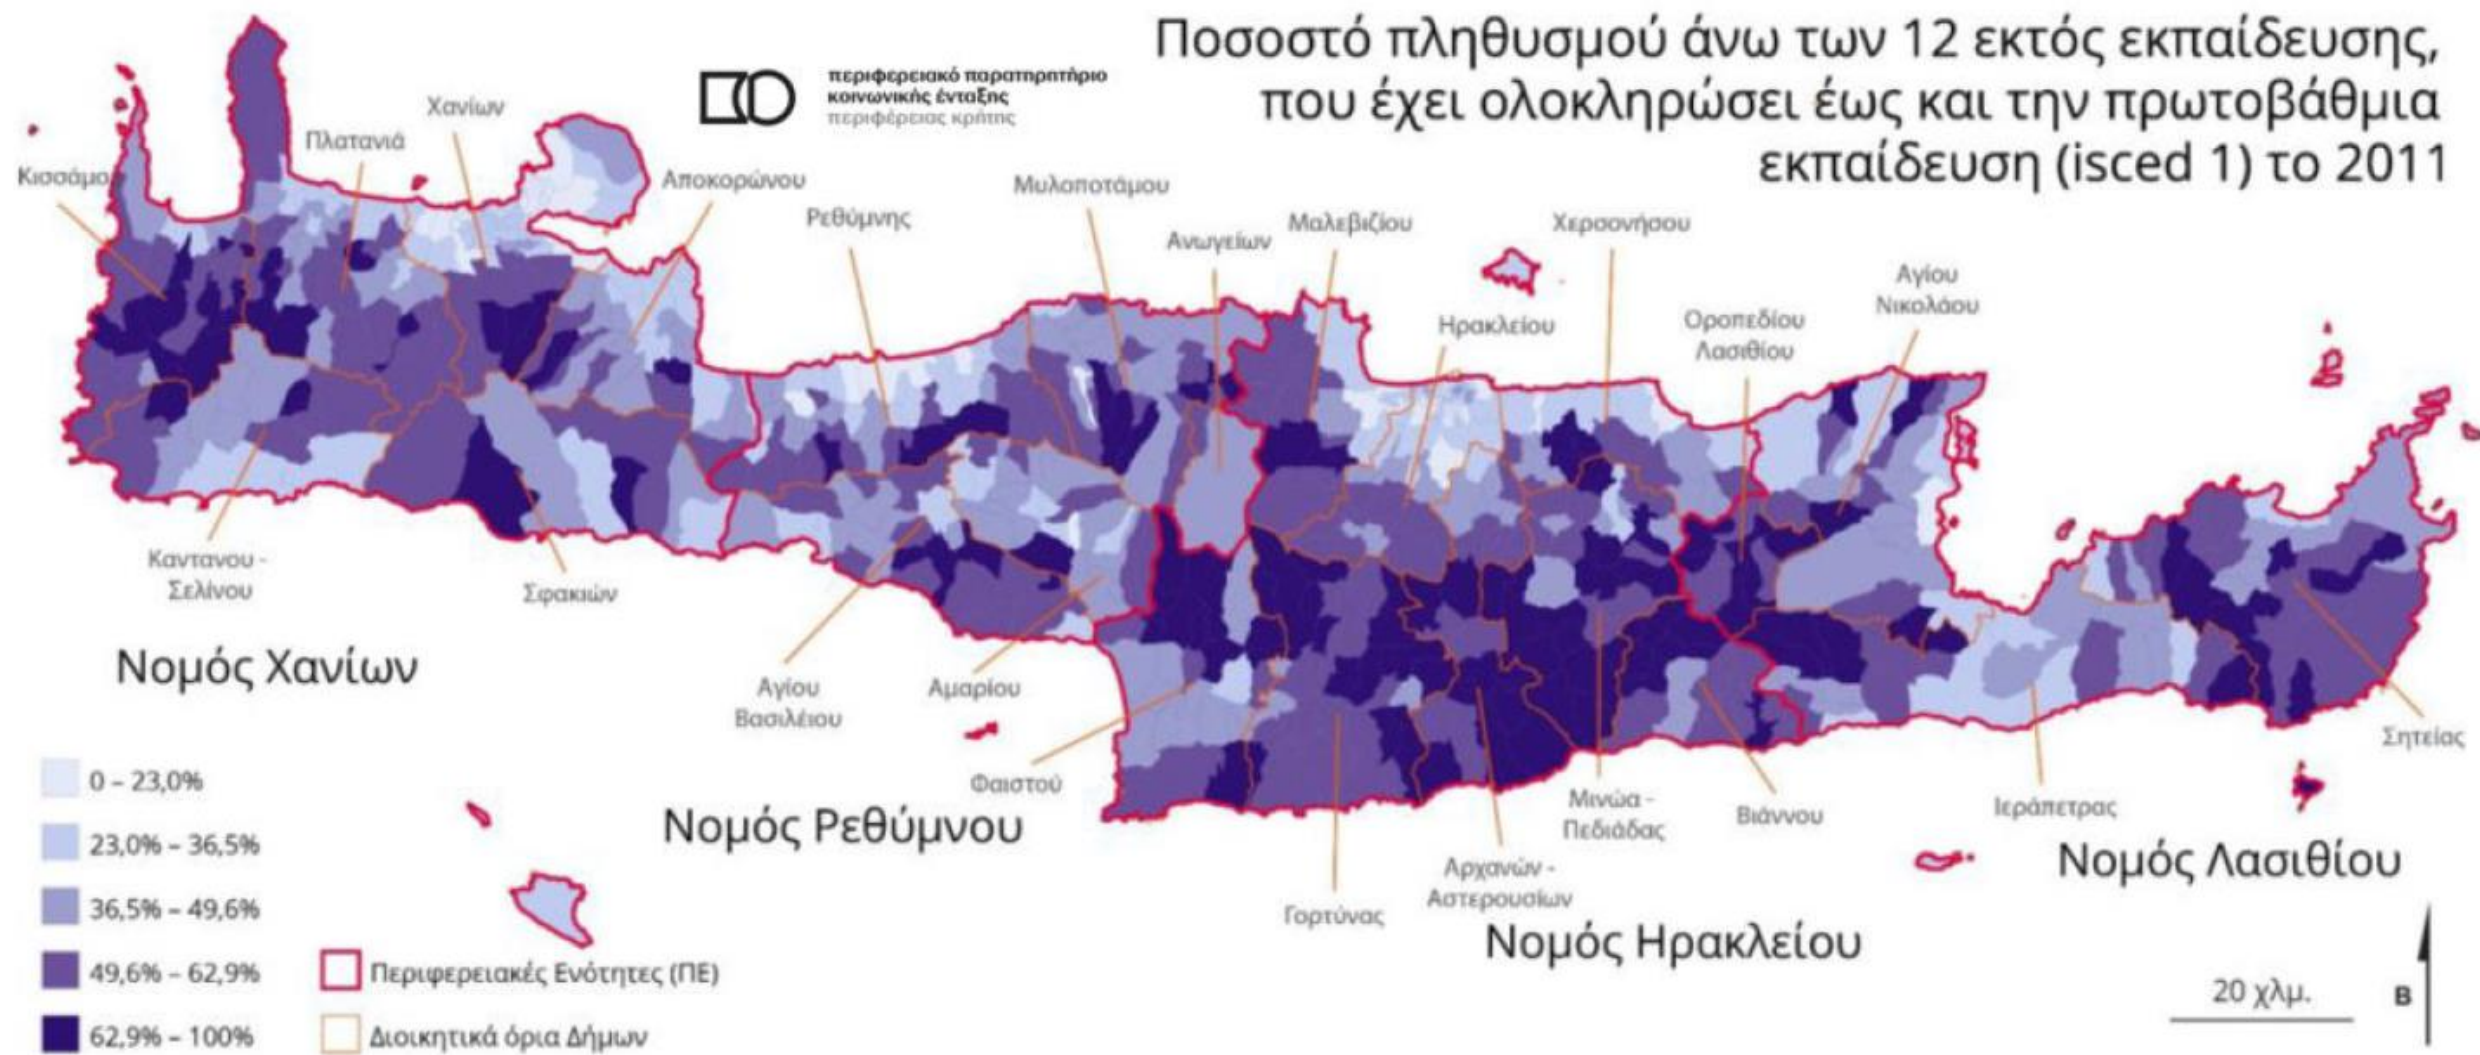 Ποσοστό πληθυσμού άνω των 12 εκτός εκπαίδευσης,
που έχει ολοκληρώσει έως και την πρωτοβάθμια
εκπαίδευση (isced 1) το 2011
περιφερειακό παρατηρητήριο
κοινωνικής ένταξης
περιφέρειας κρήτης
Κισσάμο
Πλατανιά
Χανίων
Αποκορώνου
Ρεθύμνης
Μυλοποτάμου
Ανωγείων
Μαλεβιζίου
Ηρακλείου
Χερσονήσου
Οροπεδίου
Λασιθίου
Αγίου
Νικολάου
Καντανου -
Σελίνου
Σφακιών
Αγίου
Βασιλείου
Αμαρίου
Φαιστού
Γορτύνας
Αρχανών -
Αστερουσίων
Μινώα -
Πεδιάδας
Βιάννου
Ιεράπετρας
Σητείας
Νομός Χανίων
Νομός Ρεθύμνου
Νομός Ηρακλείου
Νομός Λασιθίου
0 – 23,0%
23,0% – 36,5%
36,5% – 49,6%
49,6% – 62,9%
62,9% – 100%
Περιφερειακές Ενότητες (ΠΕ)
Διοικητικά όρια Δήμων
20 χλμ.
Β